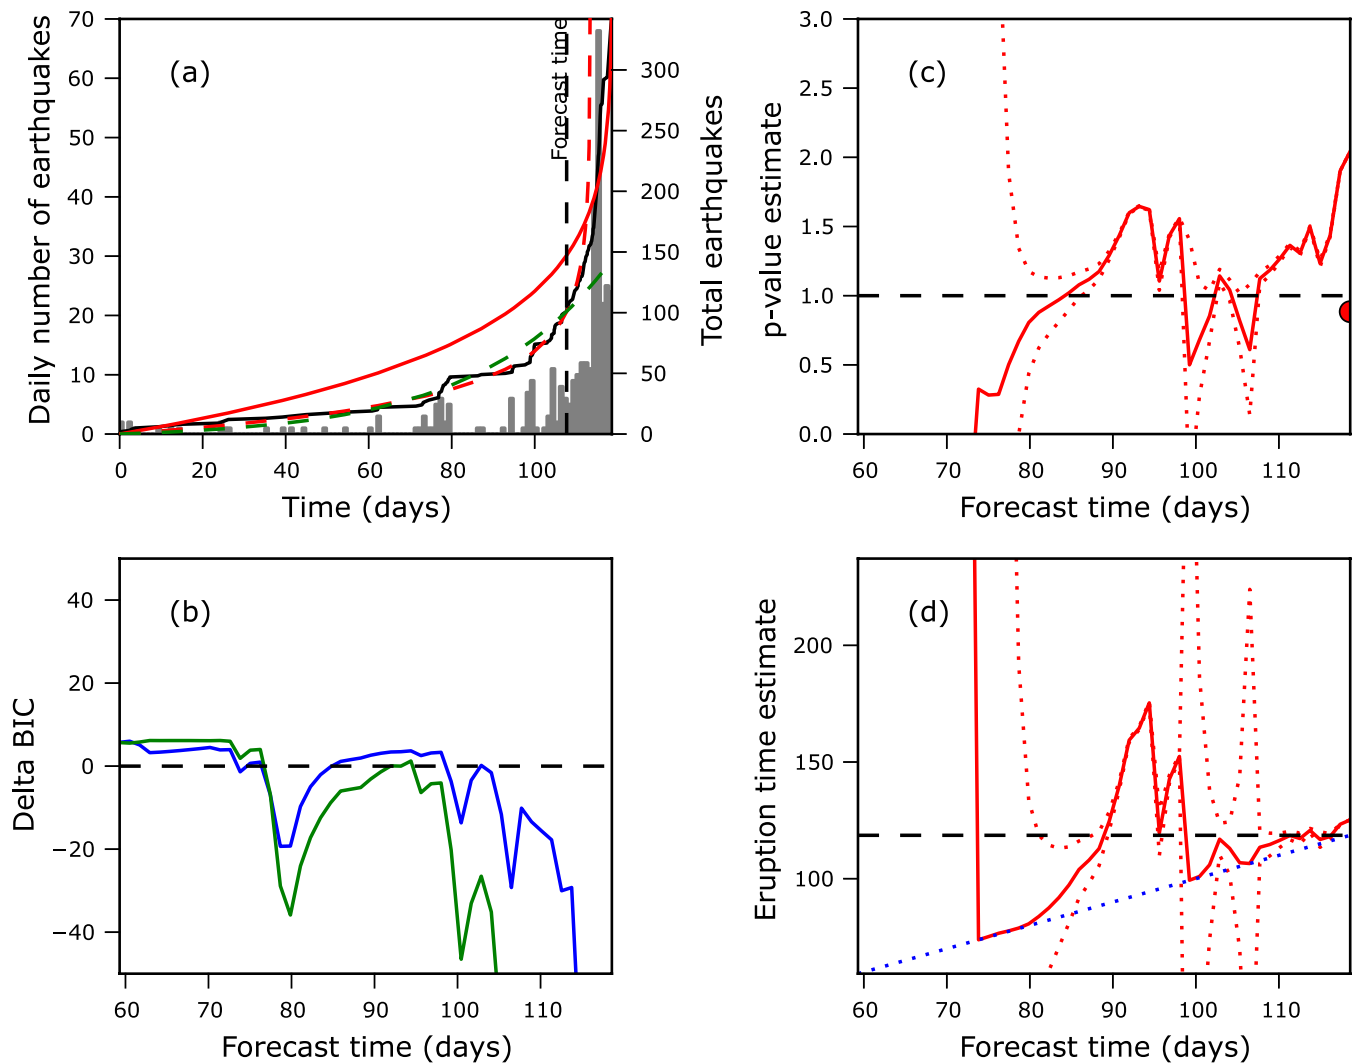 (a)
Forecast time
Daily number of earthquakes
Total earthquakes
70
60
50
40
30
20
10
0
300
250
200
150
100
50
0
0 20 40 60 80 100
Time (days)
(c)
p-value estimate
3.0
2.5
2.0
1.5
1.0
0.5
0.0
60 70 80 90 100 110
Forecast time (days)
(b)
Delta BIC
40
20
0
−20
−40
60 70 80 90 100 110
Forecast time (days)
(d)
Eruption time estimate
200
150
100
60 70 80 90 100 110
Forecast time (days)